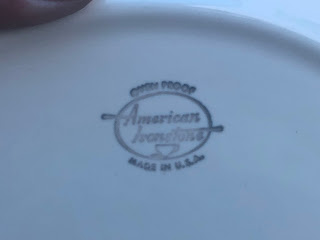 OVEN PROOF
American
Ironstone
MADE IN U.S.A.